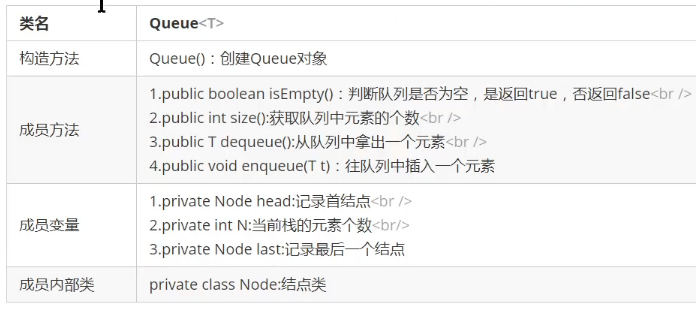 类名 Queue<T>
构造方法 Queue()：创建Queue对象
成员方法
1.public boolean isEmpty()：判断队列是否为空，是返回true，否返回false<br />
2.public int size():获取队列中元素的个数<br />
3.public T dequeue():从队列中拿出一个元素<br />
4.public void enqueue(T t)：往队列中插入一个元素
成员变量
1.private Node head:记录首结点<br />
2.private int N:当前栈的元素个数<br/>
3.private Node last:记录最后一个结点
成员内部类 private class Node:结点类